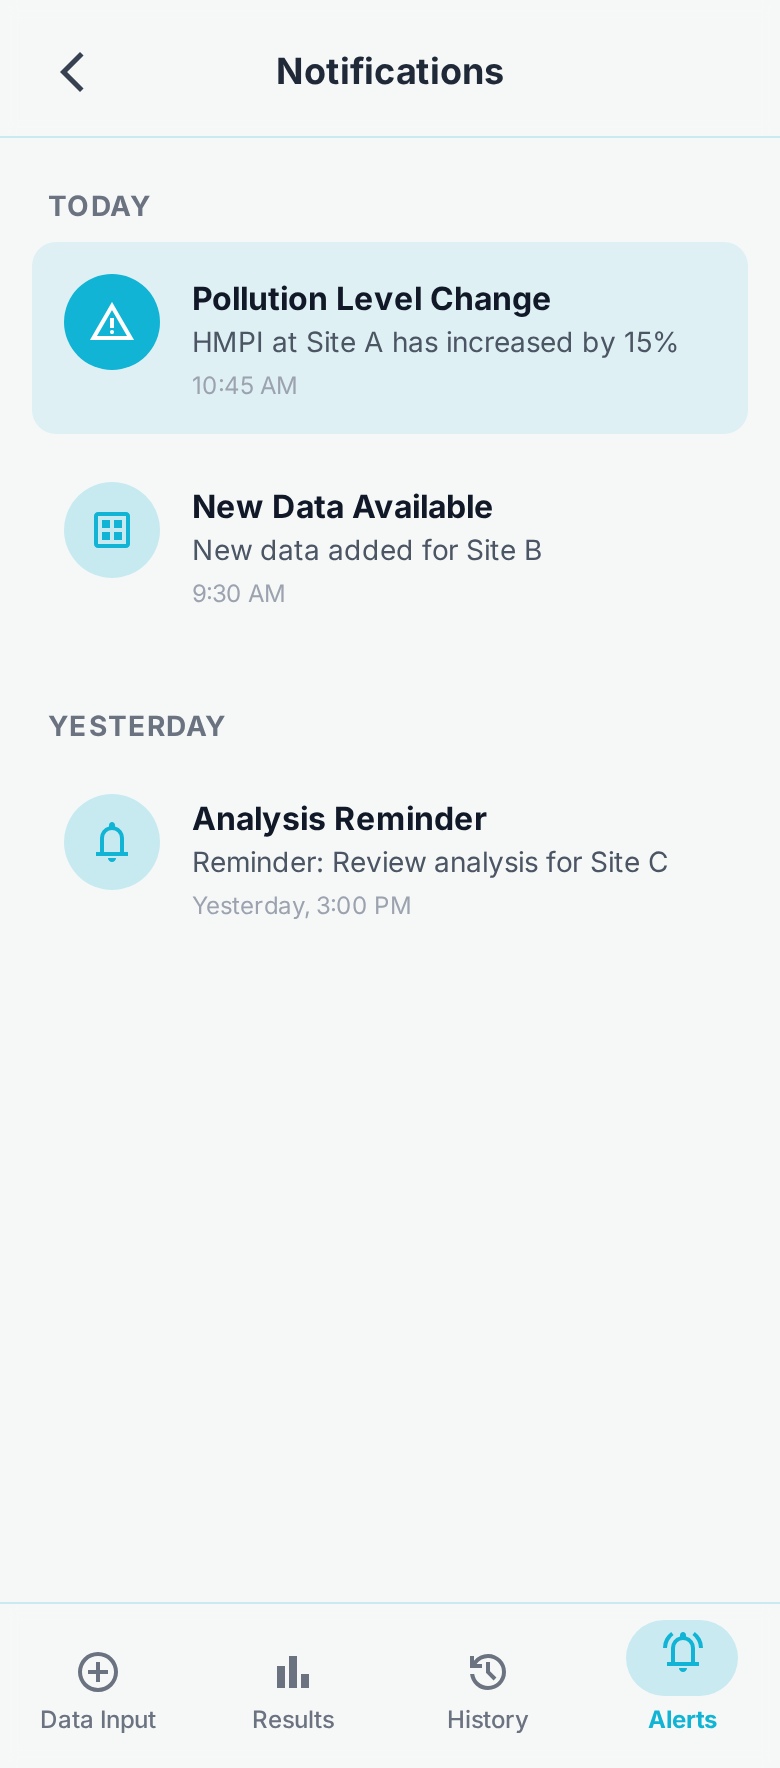 Notifications
TODAY
Pollution Level Change
HMPI at Site A has increased by 15%
10:45 AM
New Data Available
New data added for Site B
9:30 AM
YESTERDAY
Analysis Reminder
Reminder: Review analysis for Site C
Yesterday, 3:00 PM
Data Input
Results
History
Alerts